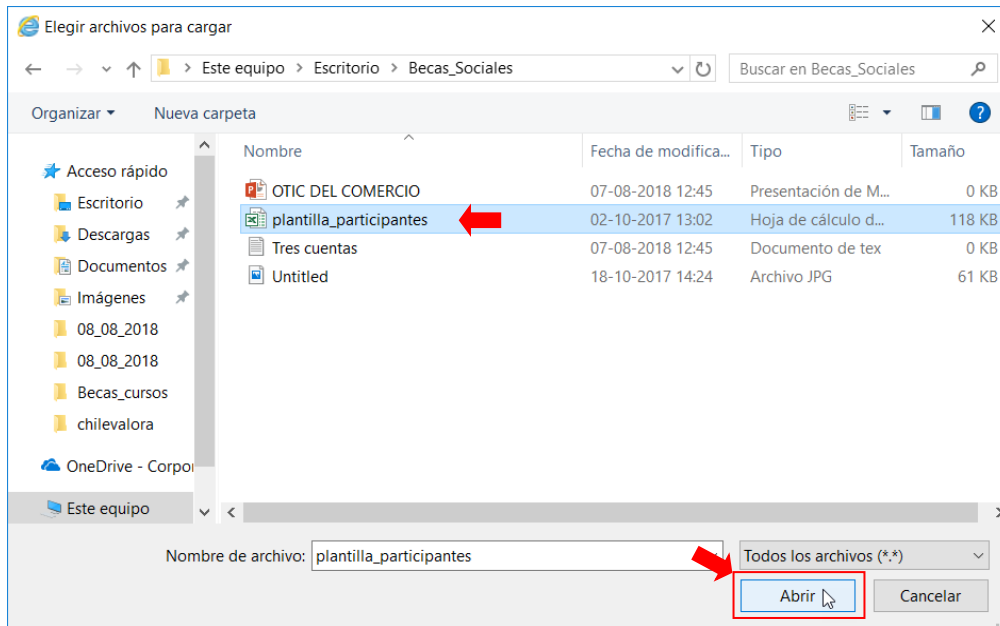 Elegir archivos para cargar
Este equipo > Escritorio > Becas_Sociales
Buscar en Becas_Sociales
Organizar
Nueva carpeta
Nombre
Fecha de modifica...
Tipo
Tamaño
OTIC DEL COMERCIO
07-08-2018 12:45
Presentación de M...
0 KB
plantilla_participantes
02-10-2017 13:02
Hoja de cálculo d...
118 KB
Tres cuentas
07-08-2018 12:45
Documento de tex
0 KB
Untitled
18-10-2017 14:24
Archivo JPG
61 KB
Acceso rápido
Escritorio
Descargas
Documentos
Imágenes
08_08_2018
08_08_2018
Becas_cursos
chilevalora
OneDrive - Corpor
Este equipo
Nombre de archivo:
plantilla_participantes
Todos los archivos (*.*)
Abrir
Cancelar